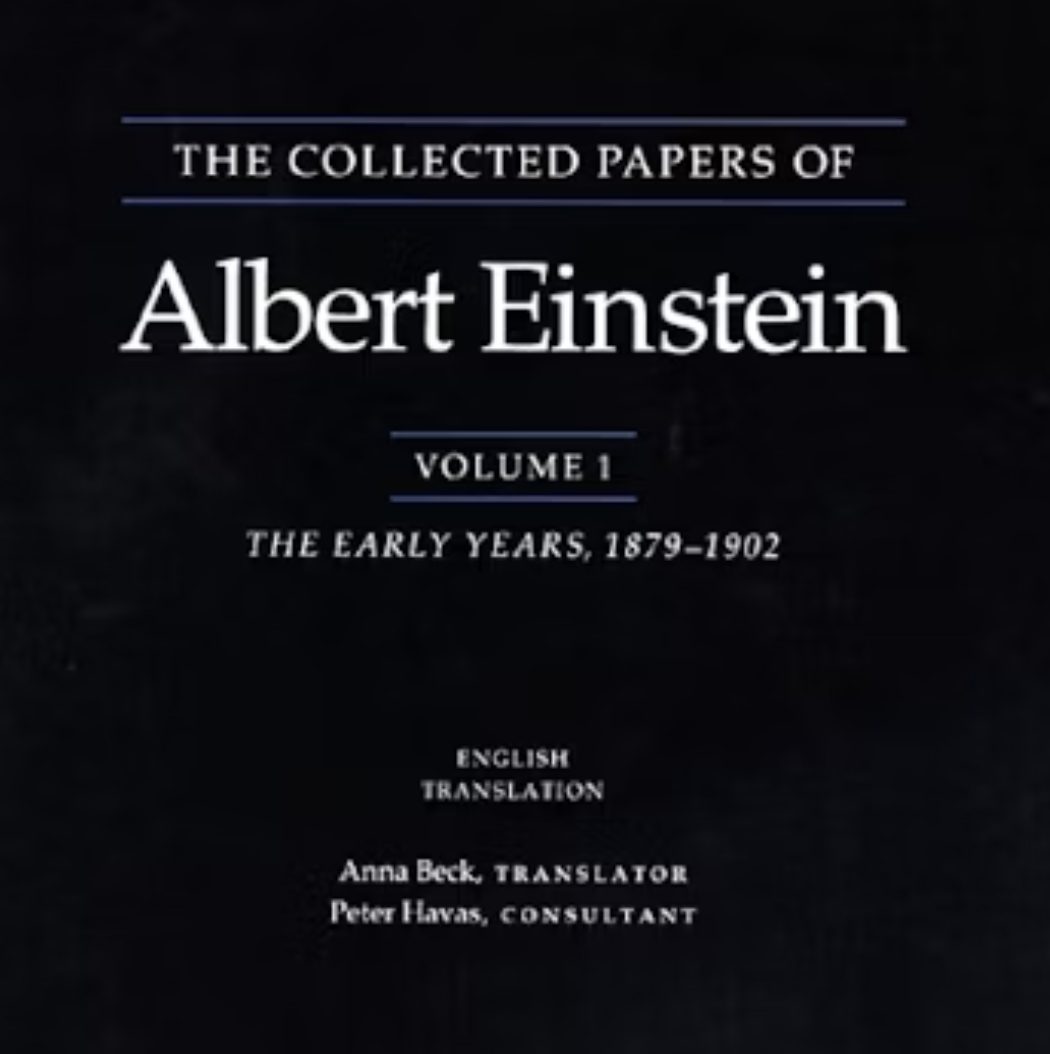 THE COLLECTED PAPERS OF
Albert Einstein
VOLUME 1
THE EARLY YEARS, 1879–1902
ENGLISH
TRANSLATION
Anna Beck, TRANSLATOR
Peter Havas, CONSULTANT